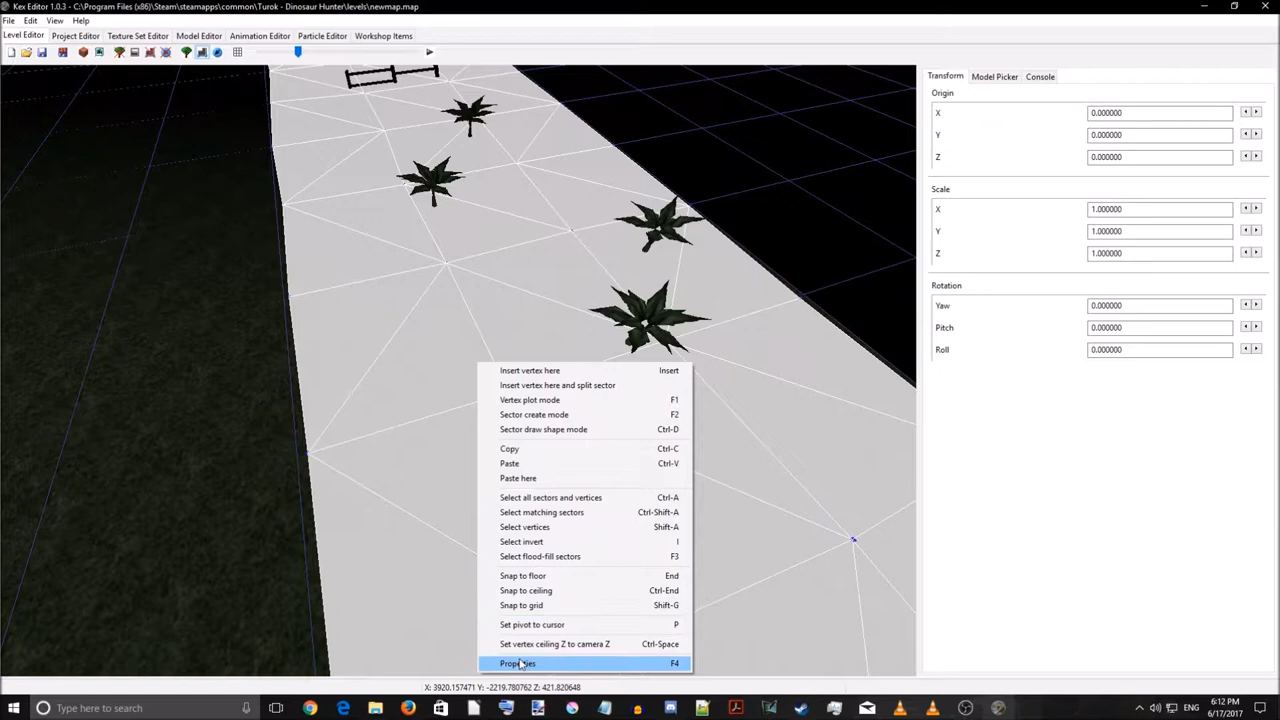 Kex Editor 1.0.3 - C:\Program Files (x86)\Steam\steamapps\common\Turok - Dinosaur Hunter\levels\newmap.map
File Edit View Help
Level Editor Project Editor Texture Set Editor Model Editor Animation Editor Particle Editor Workshop Items
Transform Model Picker Console
Origin
X 0.000000
Y 0.000000
Z 0.000000
Scale
X 1.000000
Y 1.000000
Z 1.000000
Rotation
Yaw 0.000000
Pitch 0.000000
Roll 0.000000
Insert vertex here Insert
Insert vertex here and split sector
Vertex plot mode F1
Sector create mode F2
Sector draw shape mode Ctrl-D
Copy Ctrl-C
Paste Ctrl-V
Paste here
Select all sectors and vertices Ctrl-A
Select matching sectors Ctrl-Shift-A
Select vertices Shift-A
Select invert I
Select flood-fill sectors F3
Snap to floor End
Snap to ceiling Ctrl-End
Snap to grid Shift-G
Set pivot to cursor P
Set vertex ceiling Z to camera Z Ctrl-Space
Properties F4
X: 3920.157471 Y: -2219.780762 Z: 421.820648
Type here to search
ENG
6:12 PM
6/17/2017